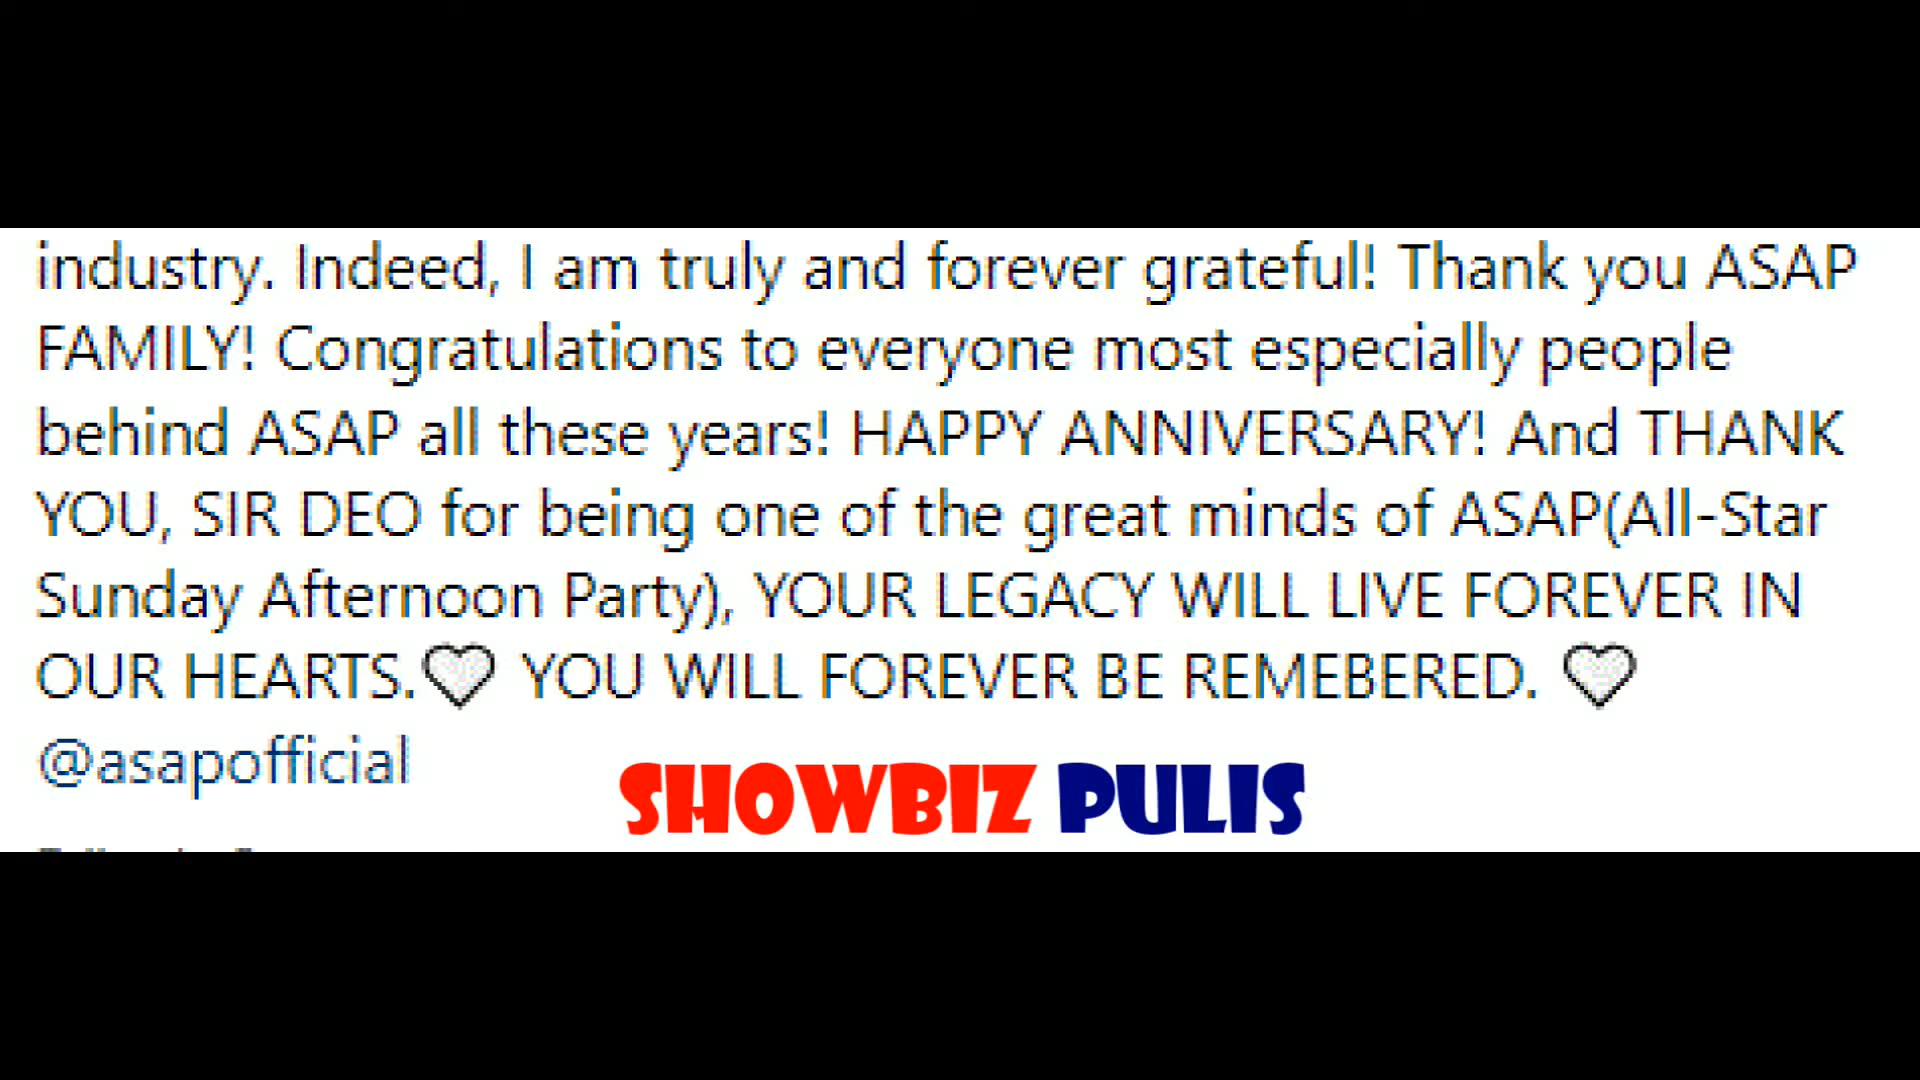 industry. Indeed, I am truly and forever grateful! Thank you ASAP
FAMILY! Congratulations to everyone most especially people
behind ASAP all these years! HAPPY ANNIVERSARY! And THANK
YOU, SIR DEO for being one of the great minds of ASAP(All-Star
Sunday Afternoon Party), YOUR LEGACY WILL LIVE FOREVER IN
OUR HEARTS.🤍 YOU WILL FOREVER BE REMEBERED. 🤍
@asapofficial
SHOWBIZ PULIS